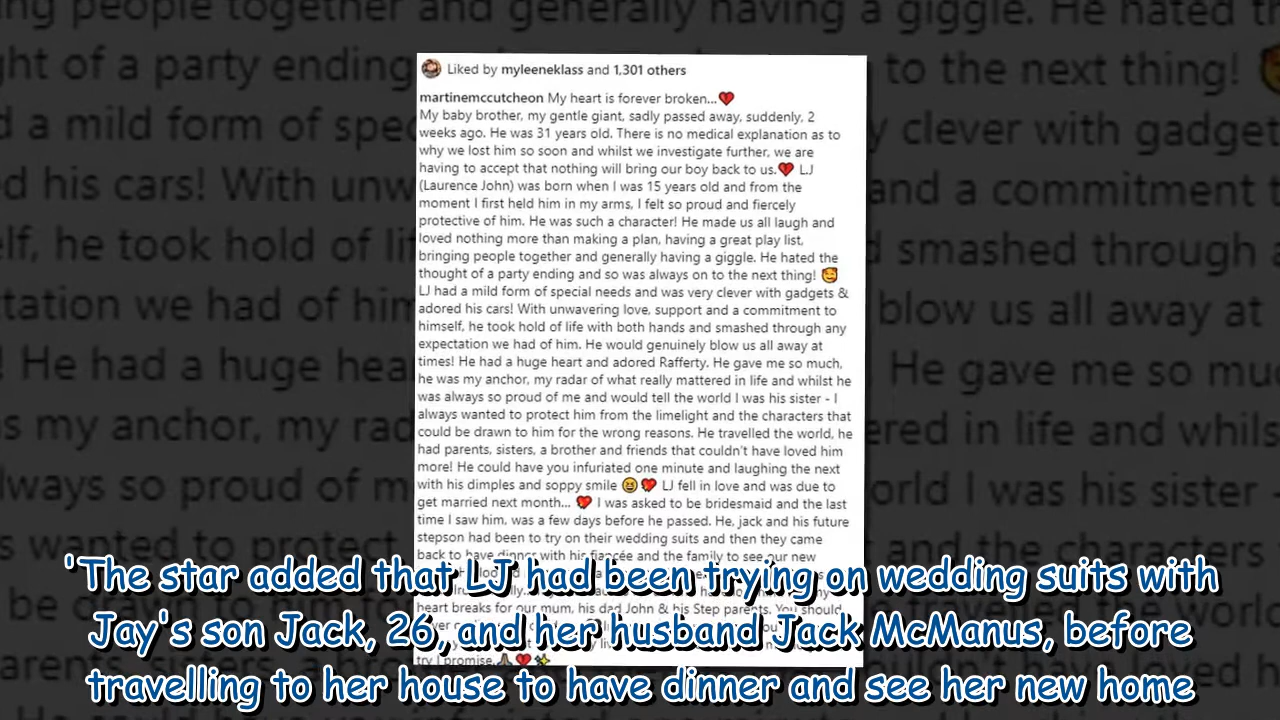 Liked by myleeneklass and 1,301 others
martinemccutcheon My heart is forever broken...💔
My baby brother, my gentle giant, sadly passed away, suddenly, 2
weeks ago. He was 31 years old. There is no medical explanation as to
why we lost him so soon and whilst we investigate further, we are
having to accept that nothing will bring our boy back to us.💔 LJ
(Laurence John) was born when I was 15 years old and from the
moment I first held him in my arms, I felt so proud and fiercely
protective of him. He was such a character! He made us all laugh and
loved nothing more than making a plan, having a great play list,
bringing people together and generally having a giggle. He hated the
thought of a party ending and so was always on to the next thing! 🥰
LJ had a mild form of special needs and was very clever with gadgets &
adored his cars! With unwavering love, support and a commitment to
himself, he took hold of life with both hands and smashed through any
expectation we had of him. He would genuinely blow us all away at
times! He had a huge heart and adored Rafferty. He gave me so much,
he was my anchor, my radar of what really mattered in life and whilst he
was always so proud of me and would tell the world I was his sister - I
always wanted to protect him from the limelight and the characters that
could be drawn to him for the wrong reasons. He travelled the world, he
had parents, sisters, a brother and friends that couldn't have loved him
more! He could have you infuriated one minute and laughing the next
with his dimples and soppy smile 😆💖 LJ fell in love and was due to
get married next month... 💖 I was asked to be bridesmaid and the last
time I saw him, was a few days before he passed. He, jack and his future
stepson had been to try on their wedding suits and then they came
back to have dinner with his fiancée and the family to see our new
heart breaks for our mum, his dad John & his Step parents. You should
try I promise.🙏❤️✨
'The star added that LJ had been trying on wedding suits with
Jay's son Jack, 26, and her husband Jack McManus, before
travelling to her house to have dinner and see her new home